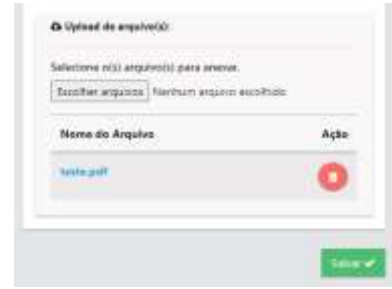 Upload de arquivo(s):
Selecione o(s) arquivo(s) para anexar.
Escolher arquivos Nenhum arquivo escolhido
Nome do Arquivo Ação
teste.pdf
Salvar